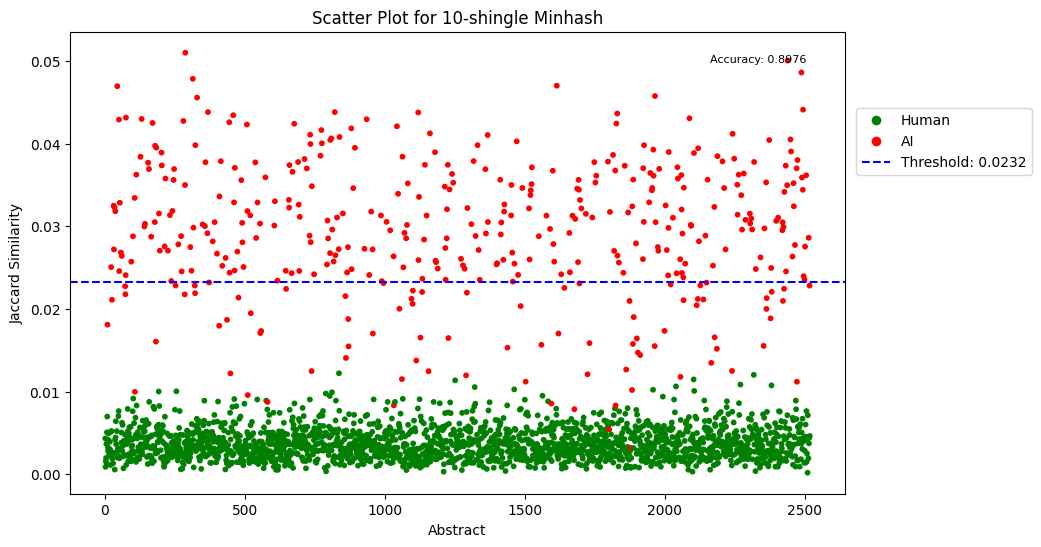 Scatter Plot for 10-shingle Minhash
Accuracy: 0.8976
Human
AI
Threshold: 0.0232
Jaccard Similarity
0.05
0.04
0.03
0.02
0.01
0.00
0
500
1000
1500
2000
2500
Abstract